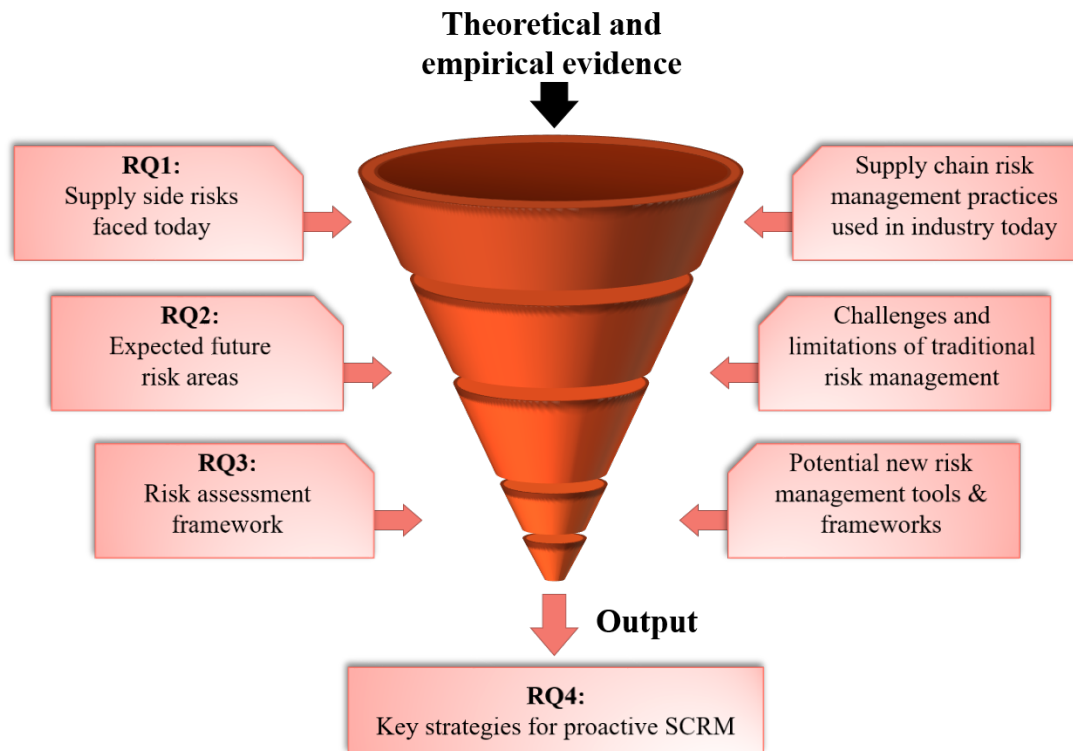 Theoretical and
empirical evidence
RQ1:
Supply side risks
faced today
Supply chain risk
management practices
used in industry today
RQ2:
Expected future
risk areas
Challenges and
limitations of traditional
risk management
RQ3:
Risk assessment
framework
Potential new risk
management tools &
frameworks
Output
RQ4:
Key strategies for proactive SCRM